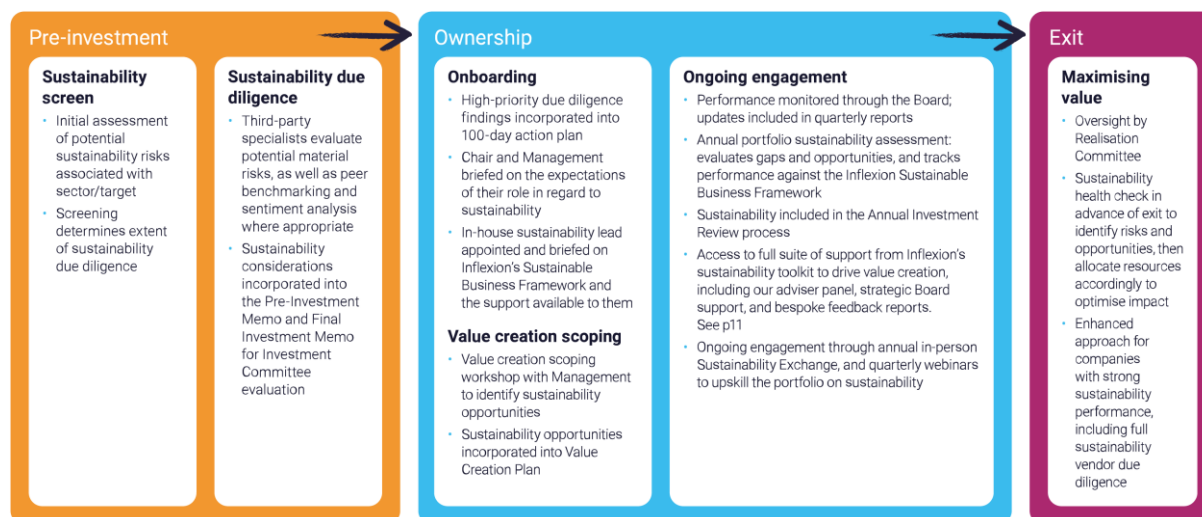 Pre-investment
Sustainability
screen
• Initial assessment
of potential
sustainability risks
associated with
sector/target
• Screening
determines extent
of sustainability
due diligence
Sustainability due
diligence
• Third-party
specialists evaluate
potential material
risks, as well as peer
benchmarking and
sentiment analysis
where appropriate
• Sustainability
considerations
incorporated into
the Pre-Investment
Memo and Final
Investment Memo
for Investment
Committee
evaluation
Ownership
Onboarding
• High-priority due diligence
findings incorporated into
100-day action plan
• Chair and Management
briefed on the expectations
of their role in regard to
sustainability
• In-house sustainability lead
appointed and briefed on
Inflexion's Sustainable
Business Framework and
the support available to them
Value creation scoping
• Value creation scoping
workshop with Management
to identify sustainability
opportunities
• Sustainability opportunities
incorporated into Value
Creation Plan
Ongoing engagement
• Performance monitored through the Board;
updates included in quarterly reports
• Annual portfolio sustainability assessment:
evaluates gaps and opportunities, and tracks
performance against the Inflexion Sustainable
Business Framework
• Sustainability included in the Annual Investment
Review process
• Access to full suite of support from Inflexion's
sustainability toolkit to drive value creation,
including our adviser panel, strategic Board
support, and bespoke feedback reports.
See p11
• Ongoing engagement through annual in-person
Sustainability Exchange, and quarterly webinars
to upskill the portfolio on sustainability
Exit
Maximising
value
• Oversight by
Realisation
Committee
• Sustainability
health check in
advance of exit to
identify risks and
opportunities, then
allocate resources
accordingly to
optimise impact
• Enhanced
approach for
companies
with strong
sustainability
performance,
including full
sustainability
vendor due
diligence